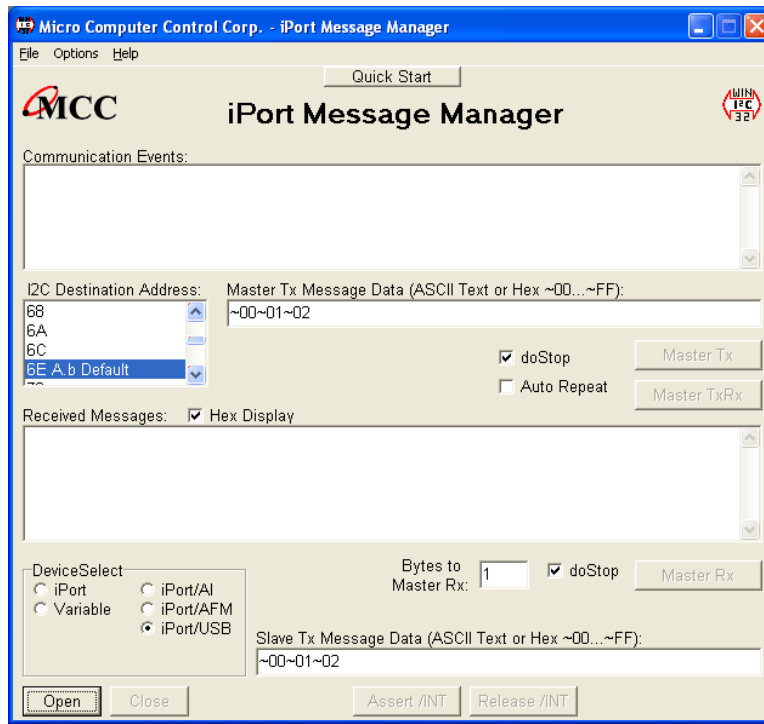 Micro Computer Control Corp. - iPort Message Manager
File Options Help
Quick Start
MCC
iPort Message Manager
WIN
I²C
32
Communication Events:
I2C Destination Address:
Master Tx Message Data (ASCII Text or Hex ~00...~FF):
68
~00~01~02
6A
6C
6E A.b Default
doStop
Master Tx
Auto Repeat
Master TxRx
Received Messages:
Hex Display
DeviceSelect
iPort
iPort/AI
Variable
iPort/AFM
iPort/USB
Bytes to
Master Rx:
1
doStop
Master Rx
Slave Tx Message Data (ASCII Text or Hex ~00...~FF):
~00~01~02
Open
Close
Assert /INT
Release /INT